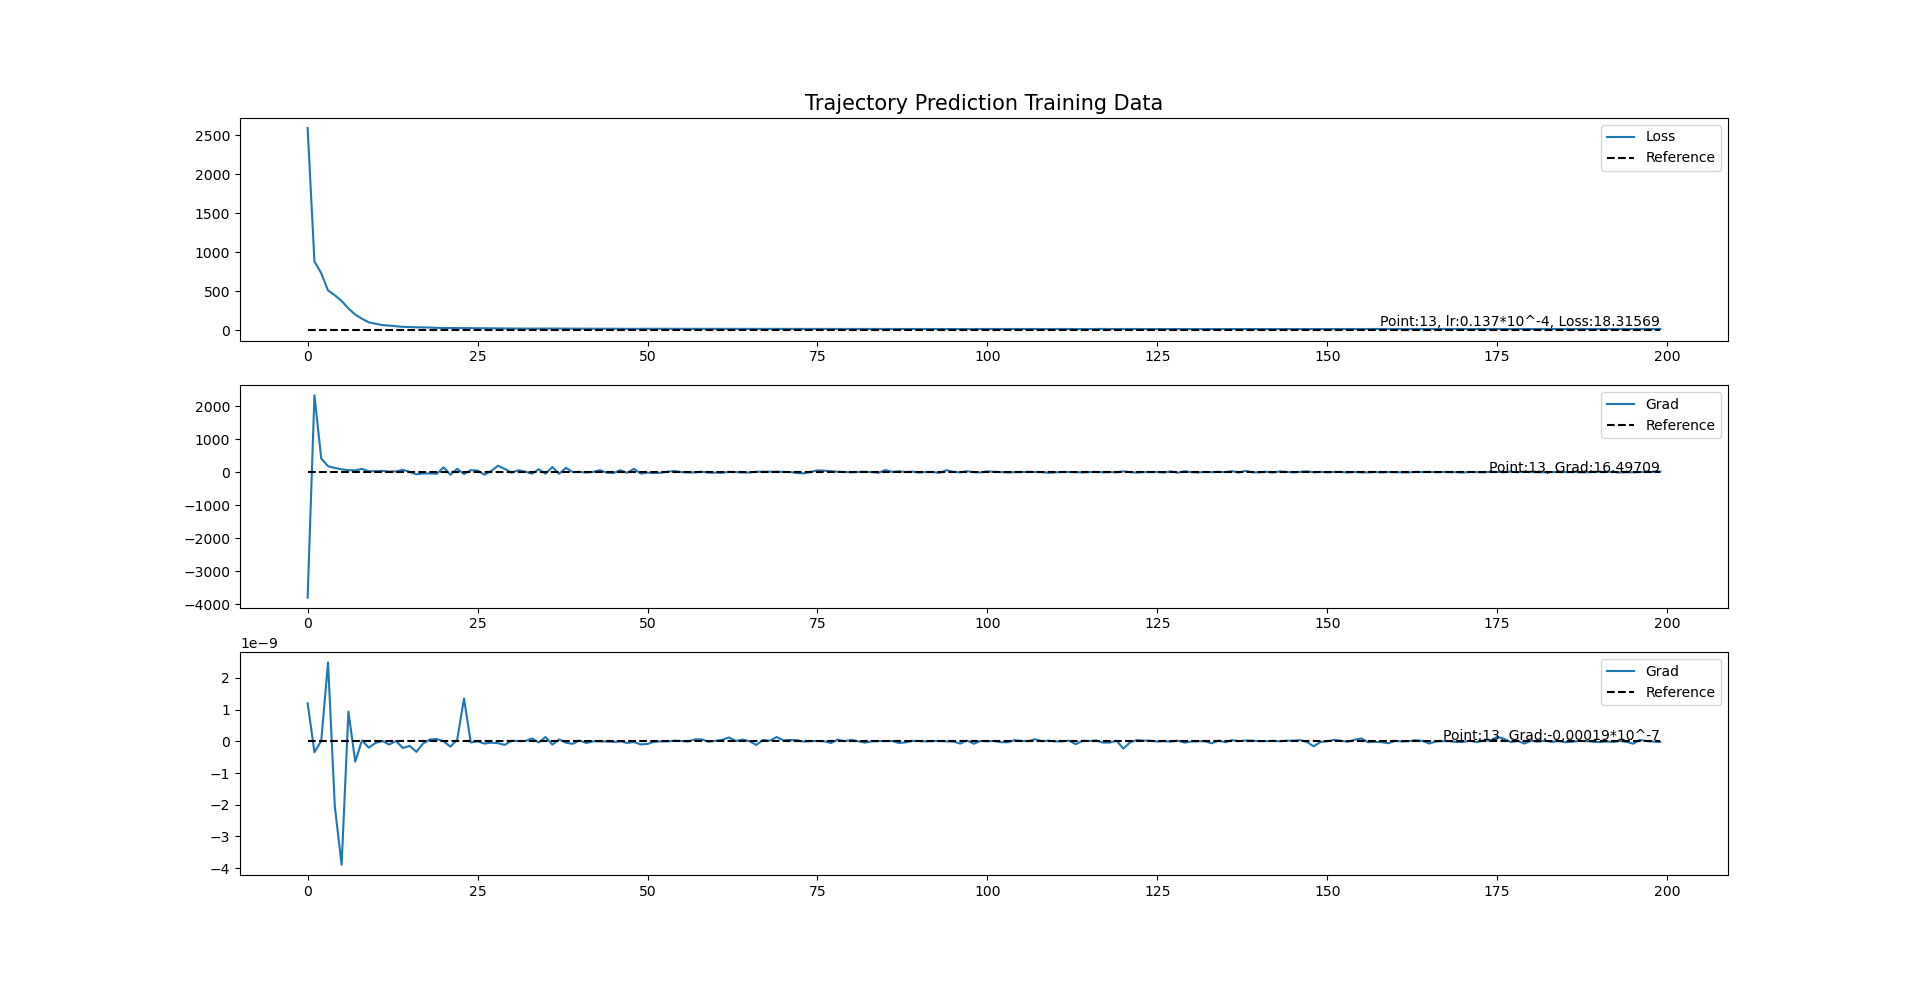 Trajectory Prediction Training Data
2500
2000
1500
1000
500
0
Loss
Reference
Point:13, lr:0.137*10^-4, Loss:18.31569
0 25 50 75 100 125 150 175 200
2000
1000
0
−1000
−2000
−3000
−4000
Grad
Reference
Point:13, Grad:16.49709
0 25 50 75 100 125 150 175 200
1e−9
2
1
0
−1
−2
−3
−4
Grad
Reference
Point:13, Grad:-0.00019*10^-7
0 25 50 75 100 125 150 175 200